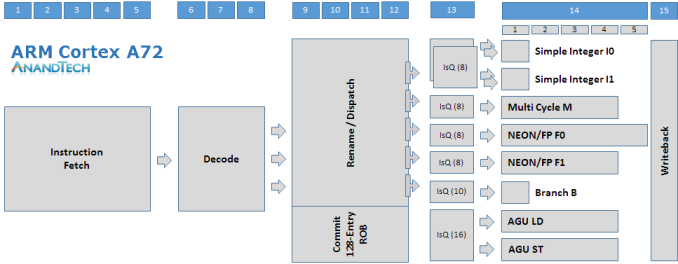 1 2 3 4 5 6 7 8 9 10 11 12 13 14 15
1 2 3 4 5
ARM Cortex A72
ANANDTECH
Instruction
Fetch
Decode
Rename / Dispatch
Commit
128-Entry
ROB
IsQ (8)
IsQ (8)
IsQ (8)
IsQ (8)
IsQ (10)
IsQ (16)
Simple Integer I0
Simple Integer I1
Multi Cycle M
NEON/FP F0
NEON/FP F1
Branch B
AGU LD
AGU ST
Writeback